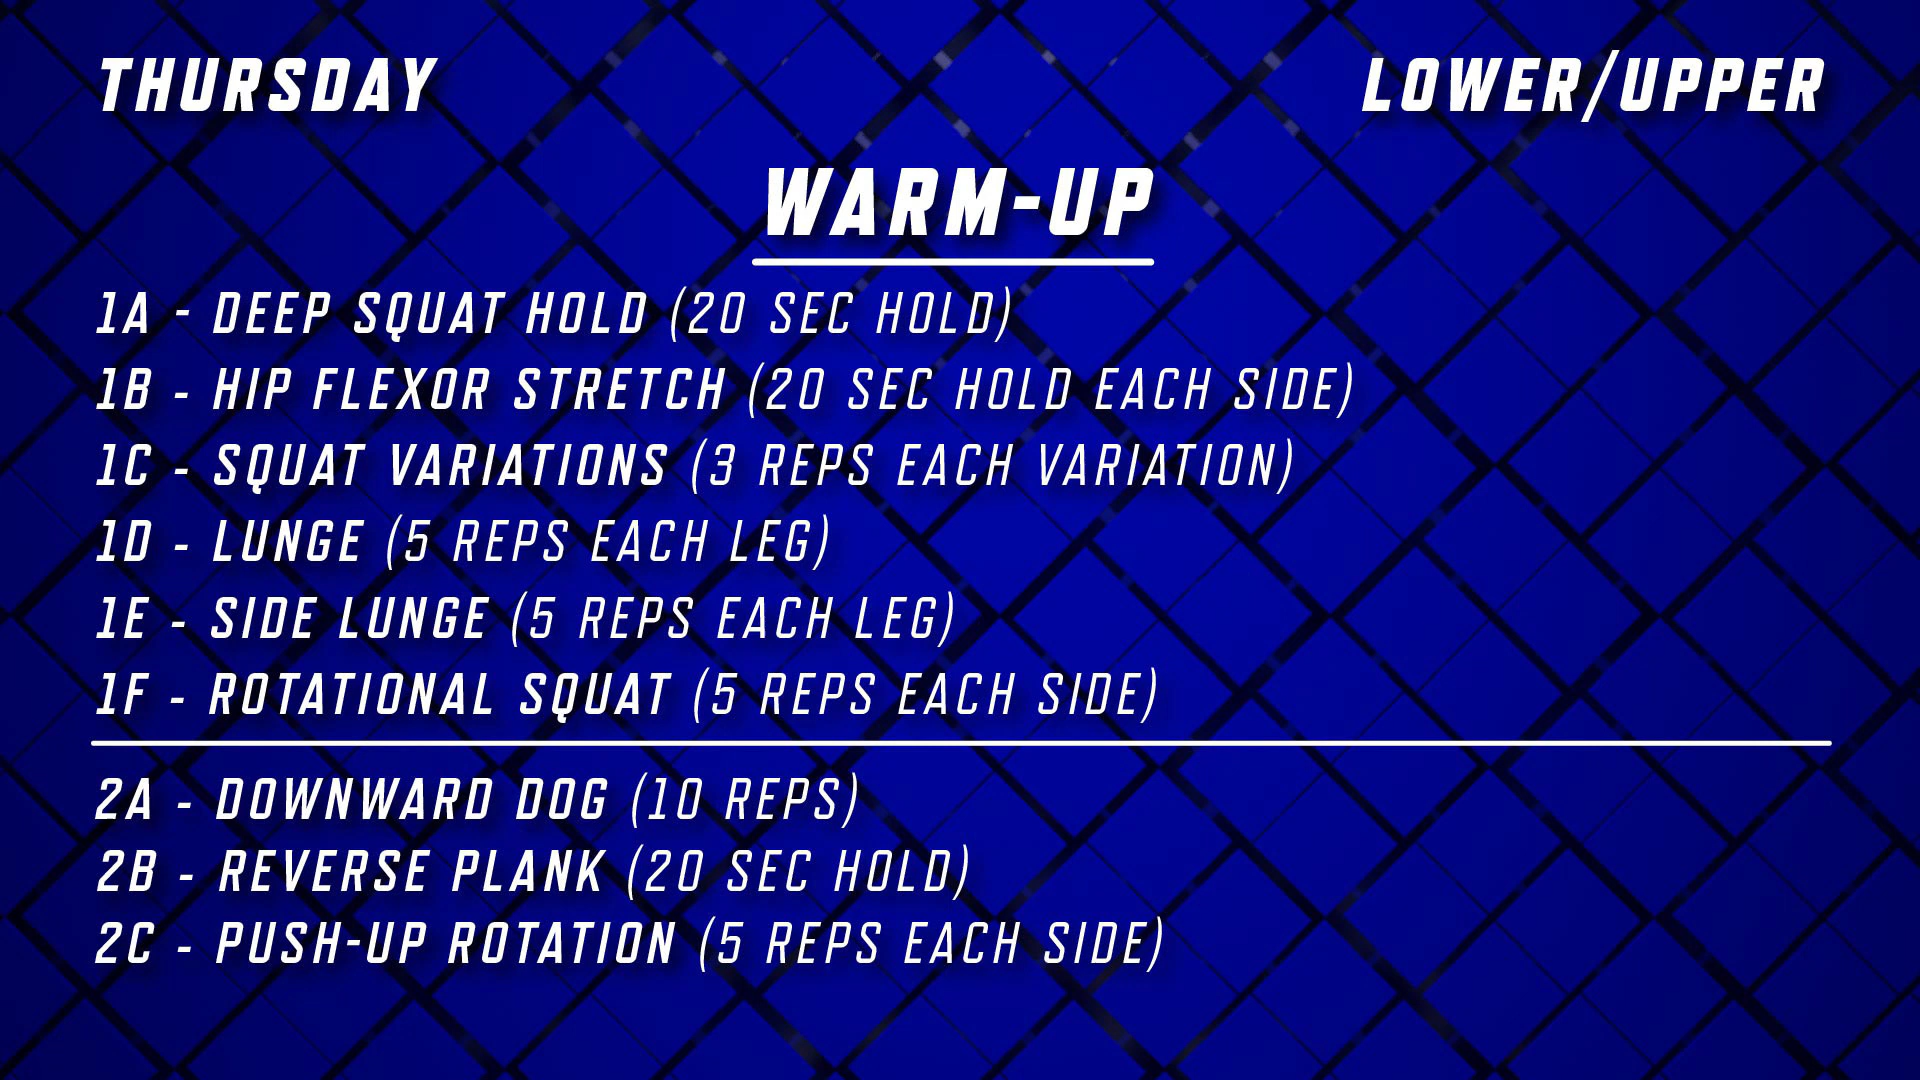 THURSDAY
LOWER/UPPER
WARM-UP
1A - DEEP SQUAT HOLD (20 SEC HOLD)
1B - HIP FLEXOR STRETCH (20 SEC HOLD EACH SIDE)
1C - SQUAT VARIATIONS (3 REPS EACH VARIATION)
1D - LUNGE (5 REPS EACH LEG)
1E - SIDE LUNGE (5 REPS EACH LEG)
1F - ROTATIONAL SQUAT (5 REPS EACH SIDE)
2A - DOWNWARD DOG (10 REPS)
2B - REVERSE PLANK (20 SEC HOLD)
2C - PUSH-UP ROTATION (5 REPS EACH SIDE)